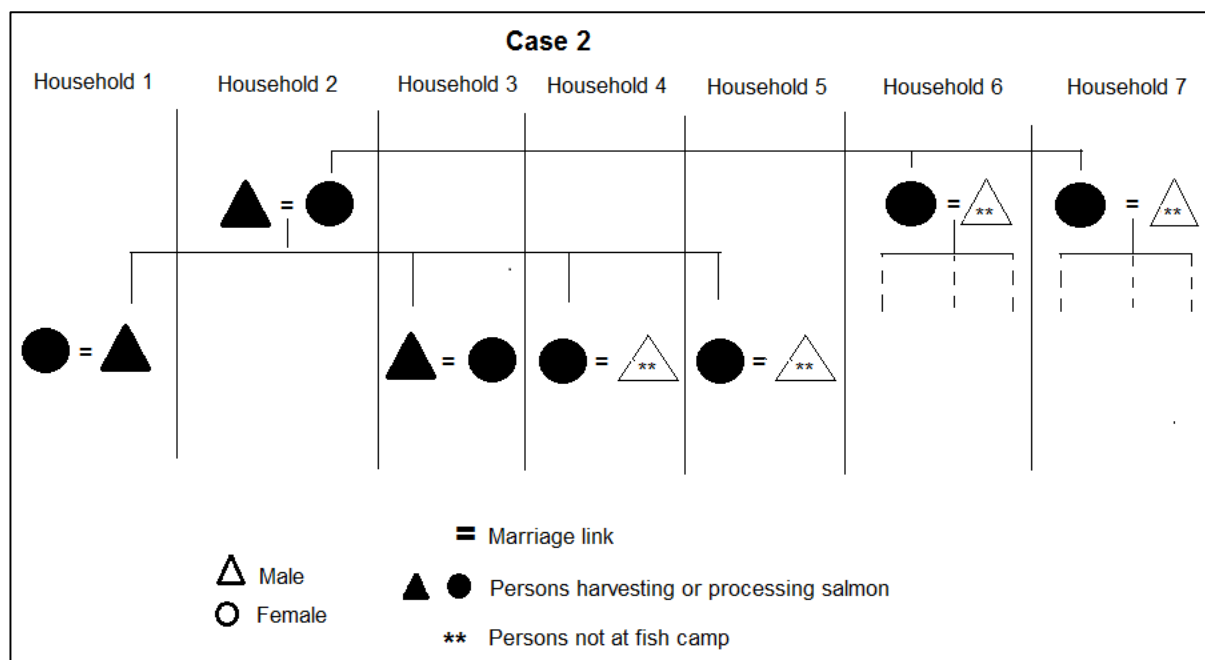 Case 2
Household 1 Household 2 Household 3 Household 4 Household 5 Household 6 Household 7
= = =
** **
= = = =
** **
= Marriage link
Male
Persons harvesting or processing salmon
Female
** Persons not at fish camp